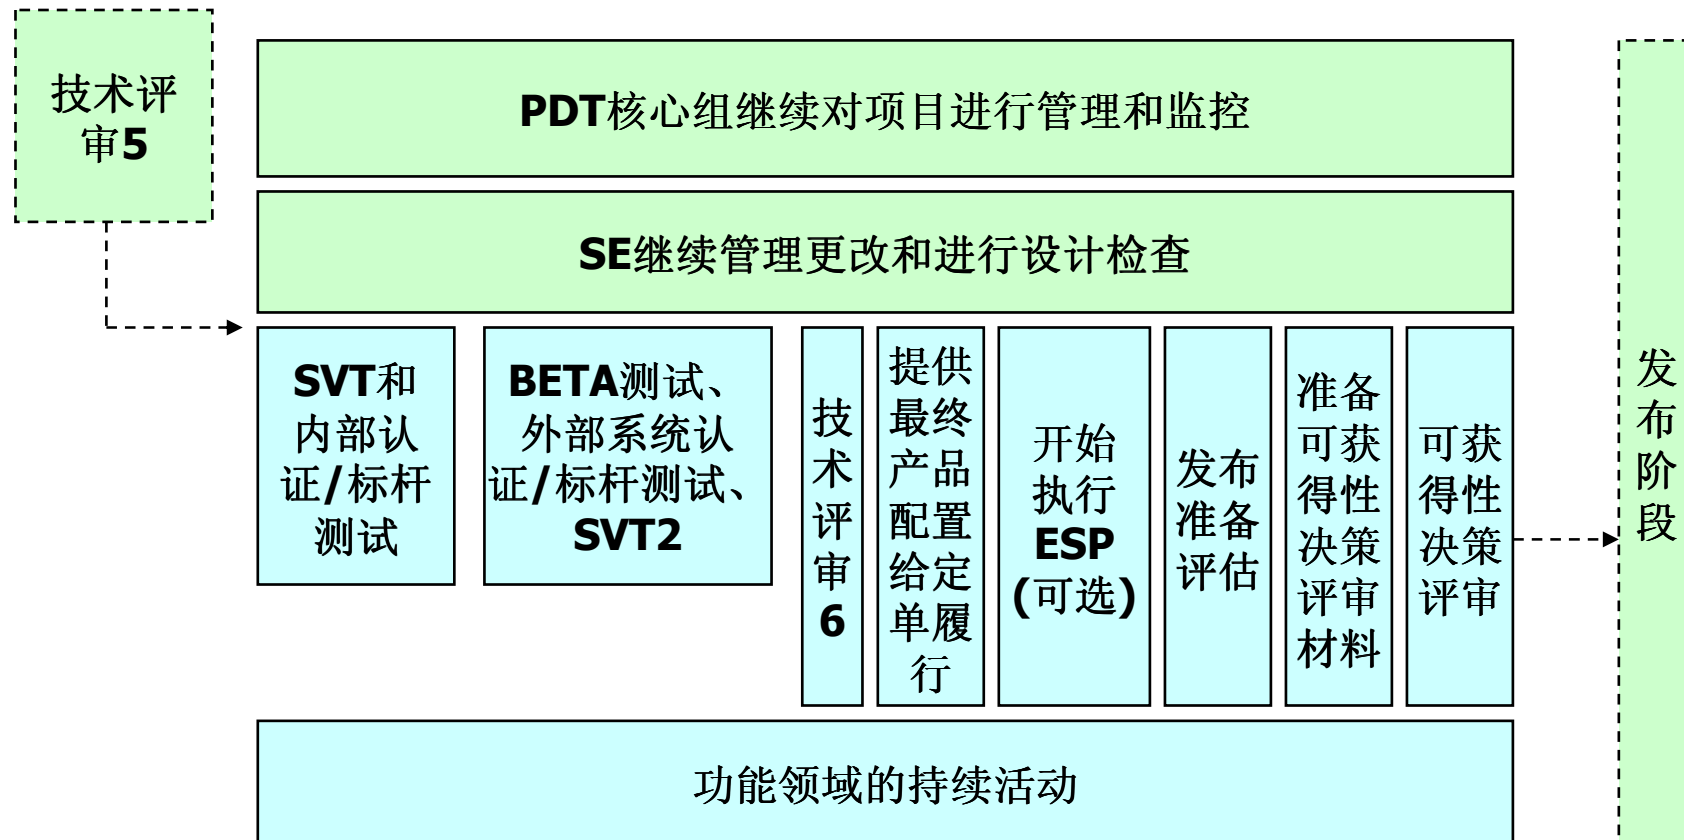 技术评
审5
PDT核心组继续对项目进行管理和监控
SE继续管理更改和进行设计检查
SVT和
内部认
证/标杆
测试
BETA测试、
外部系统认
证/标杆测试、
SVT2
技
术
评
审
6
提供
最终
产品
配置
给定
单履
行
开始
执行
ESP
(可选)
发布
准备
评估
准备
可获
得性
决策
评审
材料
可获
得性
决策
评审
发
布
阶
段
功能领域的持续活动